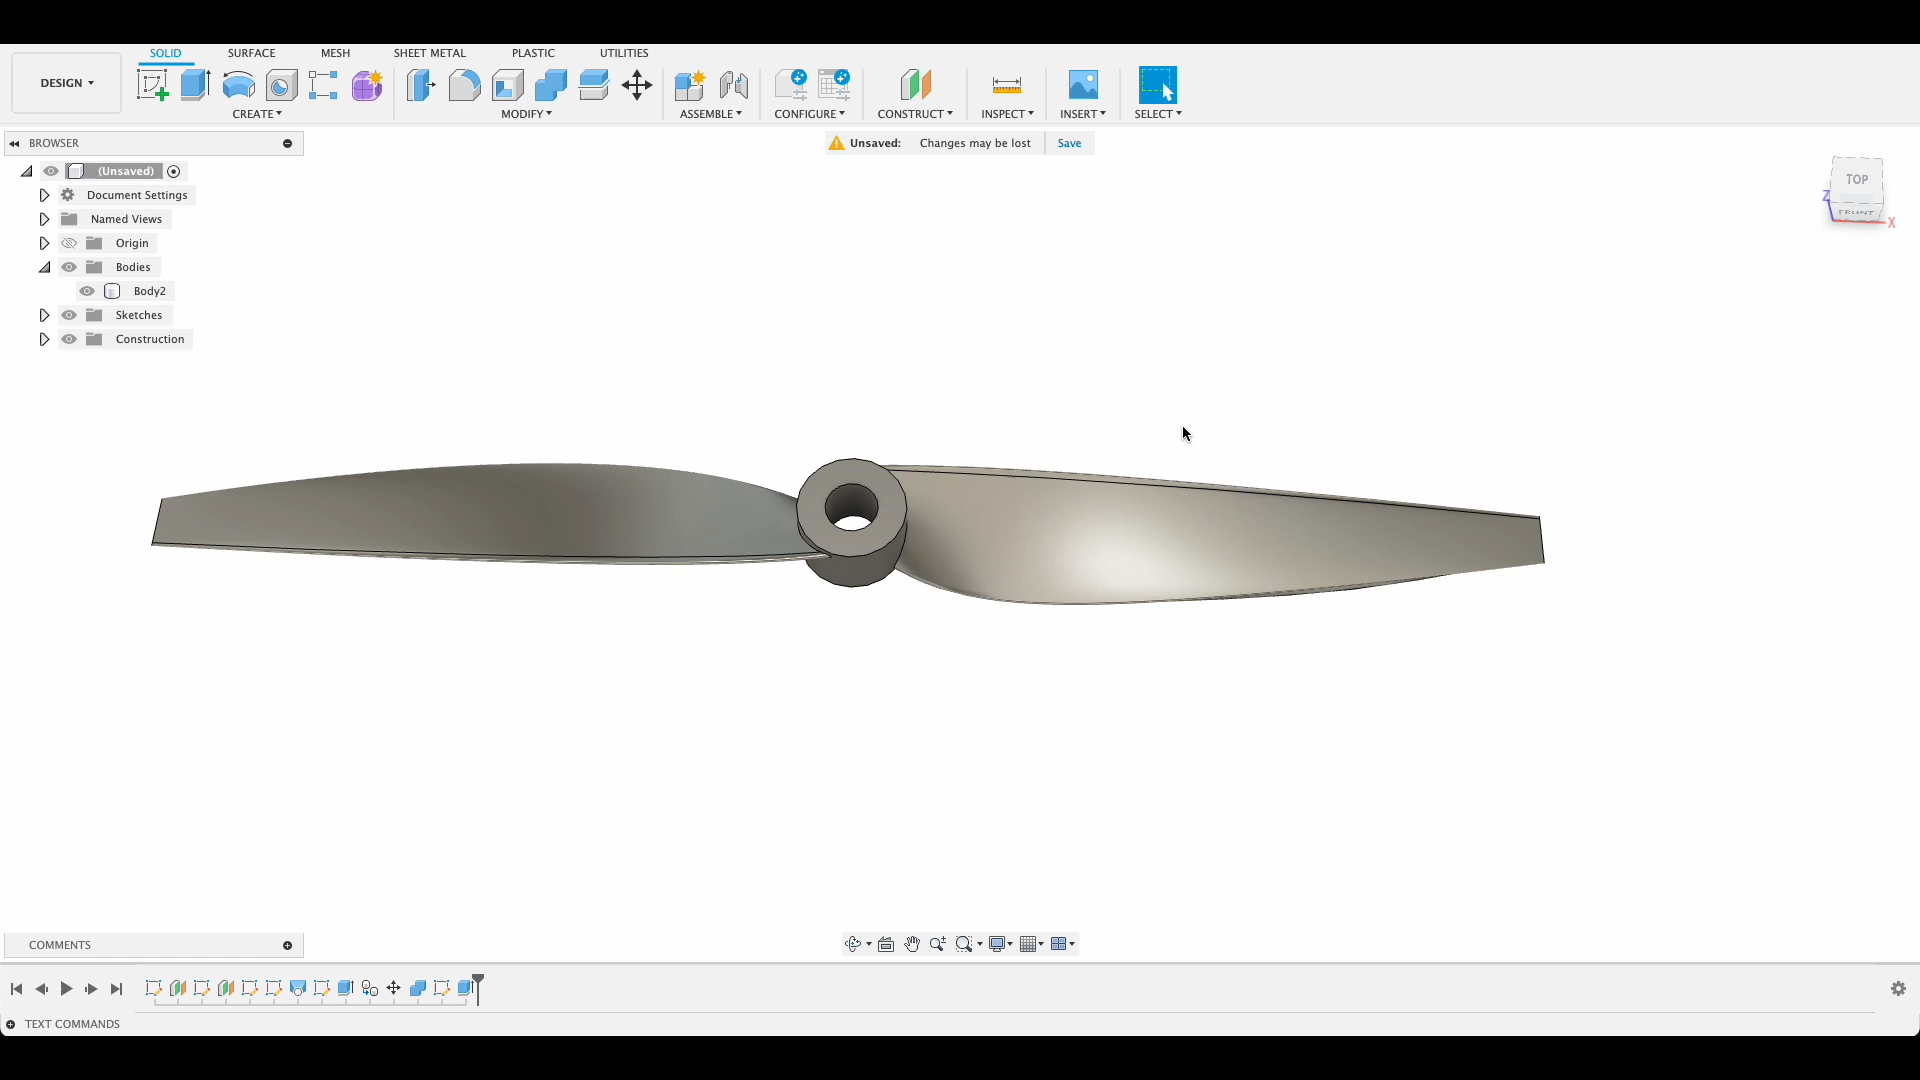 SOLID SURFACE MESH SHEET METAL PLASTIC UTILITIES
DESIGN
CREATE MODIFY ASSEMBLE CONFIGURE CONSTRUCT INSPECT INSERT SELECT
BROWSER
Unsaved: Changes may be lost Save
(Unsaved)
Document Settings
Named Views
Origin
Bodies
Body2
Sketches
Construction
TOP
Z
FRONT
X
COMMENTS
TEXT COMMANDS